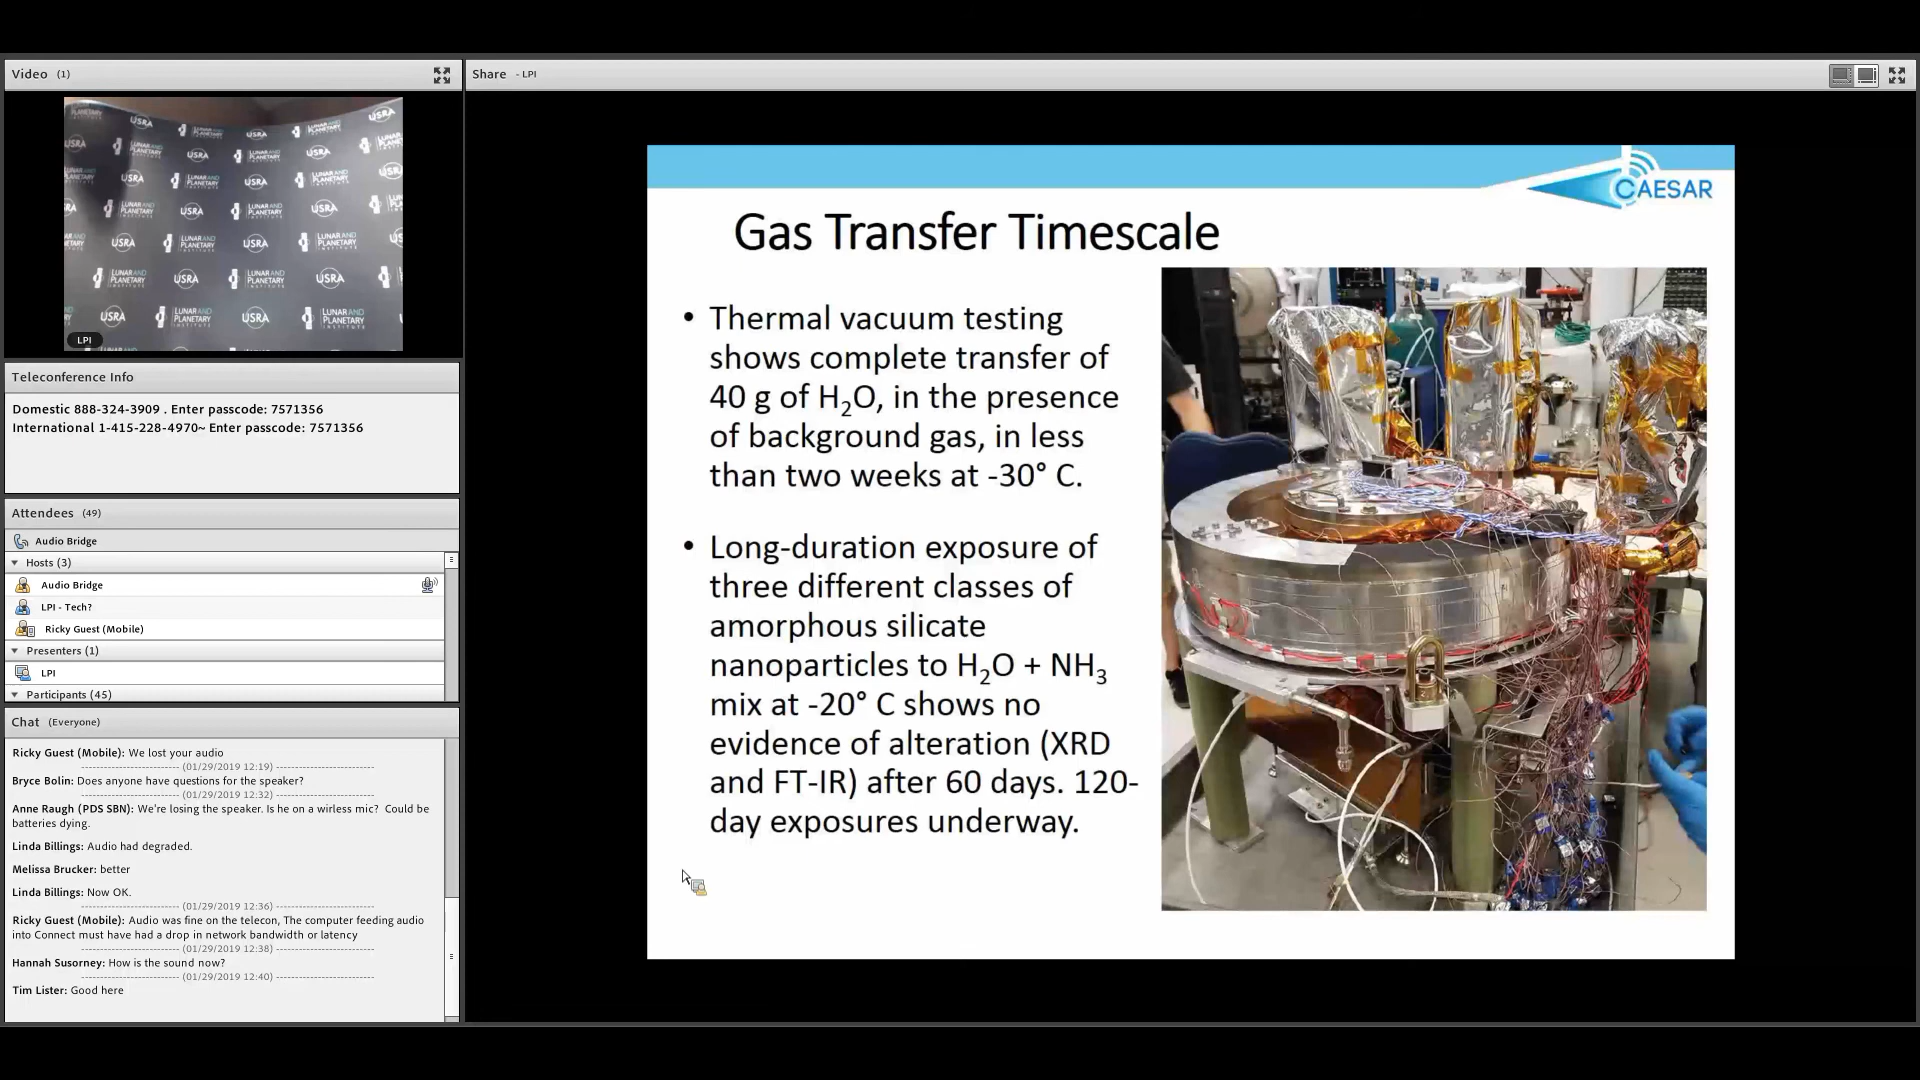 Video (1)
LPI
Teleconference Info
Domestic 888-324-3909 . Enter passcode: 7571356
International 1-415-228-4970~ Enter passcode: 7571356
Attendees (49)
Audio Bridge
Hosts (3)
Audio Bridge
LPI - Tech?
Ricky Guest (Mobile)
Presenters (1)
LPI
Participants (45)
Chat (Everyone)
Ricky Guest (Mobile): We lost your audio
(01/29/2019 12:19)
Bryce Bolin: Does anyone have questions for the speaker?
(01/29/2019 12:32)
Anne Raugh (PDS SBN): We're losing the speaker. Is he on a wirless mic? Could be
batteries dying.
Linda Billings: Audio had degraded.
Melissa Brucker: better
Linda Billings: Now OK.
(01/29/2019 12:36)
Ricky Guest (Mobile): Audio was fine on the telecon, The computer feeding audio
into Connect must have had a drop in network bandwidth or latency
(01/29/2019 12:38)
Hannah Susorney: How is the sound now?
(01/29/2019 12:40)
Tim Lister: Good here
Share - LPI
CAESAR
Gas Transfer Timescale
• Thermal vacuum testing
shows complete transfer of
40 g of H₂O, in the presence
of background gas, in less
than two weeks at -30° C.
• Long-duration exposure of
three different classes of
amorphous silicate
nanoparticles to H₂O + NH₃
mix at -20° C shows no
evidence of alteration (XRD
and FT-IR) after 60 days. 120-
day exposures underway.
USRA
LUNAR AND
PLANETARY
INSTITUTE